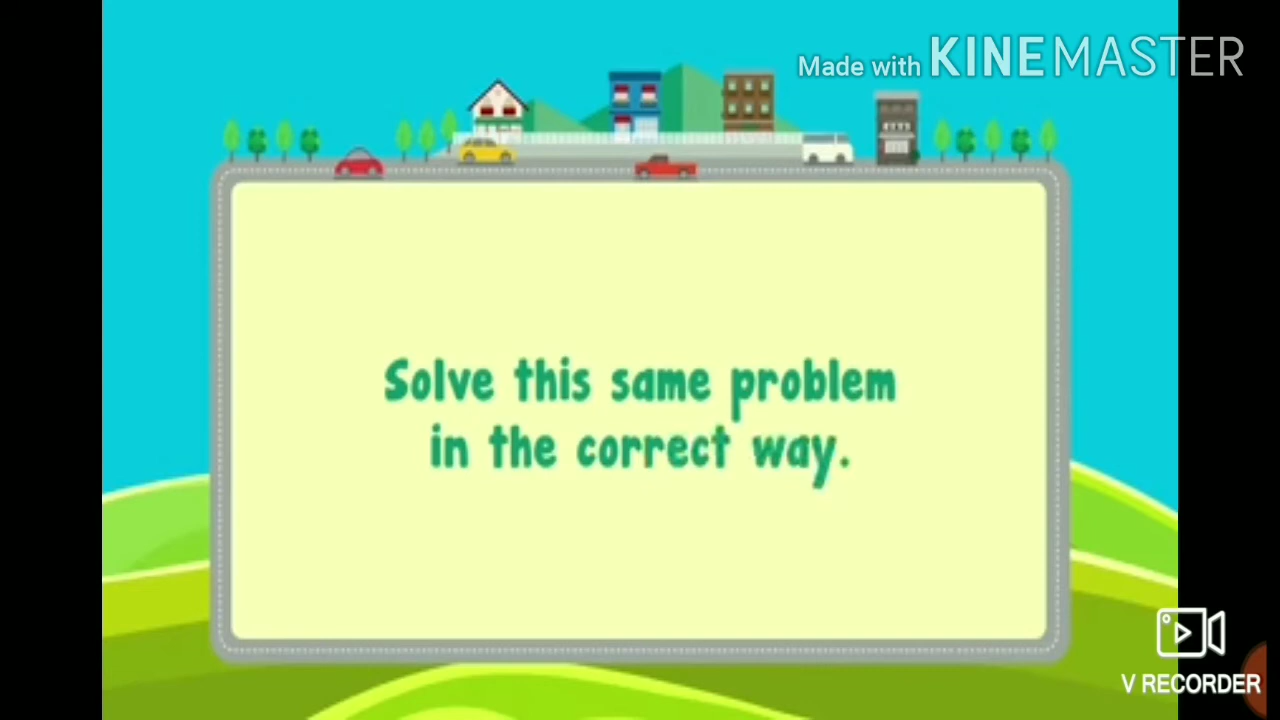 Made with KINEMASTER
Solve this same problem
in the correct way.
V RECORDER